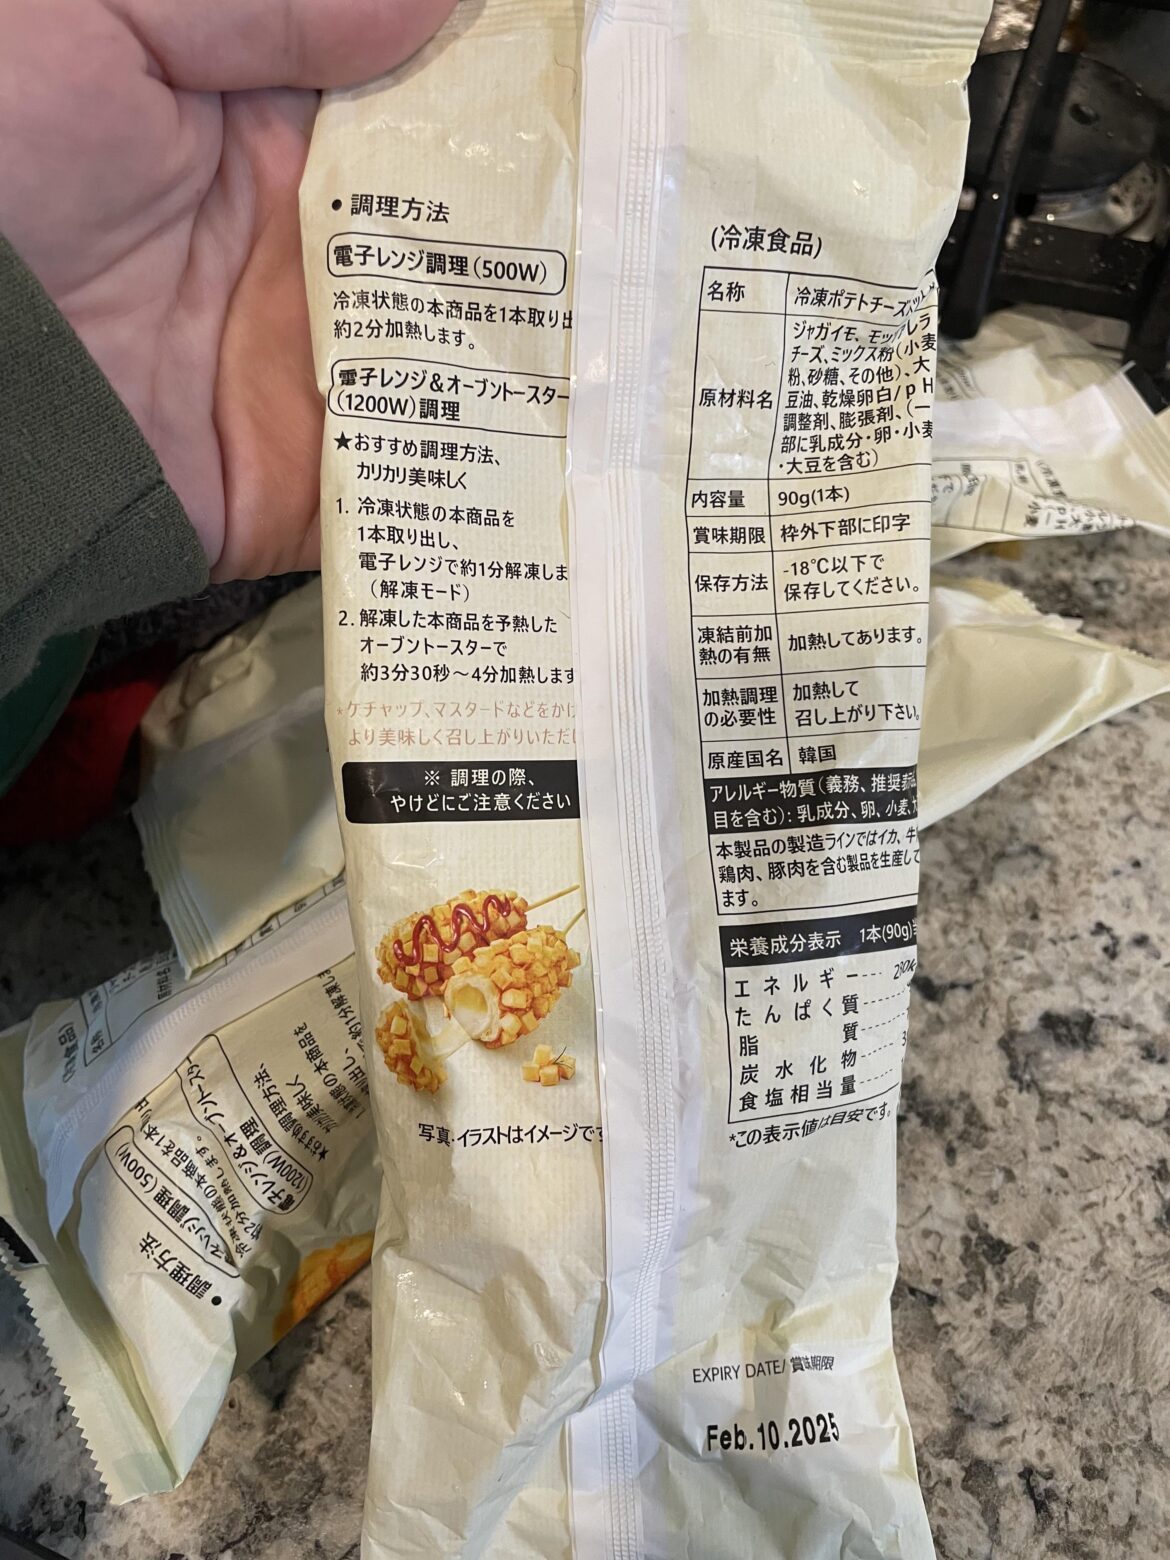 • 調理方法
電子レンジ調理(500W)
冷凍状態の本商品を1本取り出
約2分加熱します。
電子レンジ&オーブントースター
(1200W)調理
★おすすめ調理方法、
カリカリ美味しく
1. 冷凍状態の本商品を
1本取り出し、
電子レンジで約1分解凍しま
(解凍モード)
2. 解凍した本商品を予熱した
オーブントースターで
約3分30秒〜4分加熱します
*ケチャップ、マスタードなどをかけ
より美味しく召し上がりいただ
※ 調理の際、
やけどにご注意ください
写真・イラストはイメージです
(冷凍食品)
名称 冷凍ポテトチーズ
原材料名
ジャガイモ、モッツァレラ
チーズ、ミックス粉(小麦
粉、砂糖、その他)、大
豆油、乾燥卵白/pH
調整剤、膨張剤、(一
部に乳成分・卵・小麦
・大豆を含む)
内容量 90g(1本)
賞味期限 枠外下部に印字
保存方法 -18℃以下で
保存してください。
凍結前加
熱の有無 加熱してあります。
加熱調理
の必要性 加熱して
召し上がり下さい。
原産国名 韓国
アレルギー物質(義務、推奨表示
目を含む):乳成分、卵、小麦、
本製品の製造ラインではイカ、牛
鶏肉、豚肉を含む製品を生産して
ます。
栄養成分表示 1本(90g)
エネルギー
たんぱく質
脂質
炭水化物
食塩相当量
*この表示値は目安です。
EXPIRY DATE/ 賞味期限
Feb.10.2025